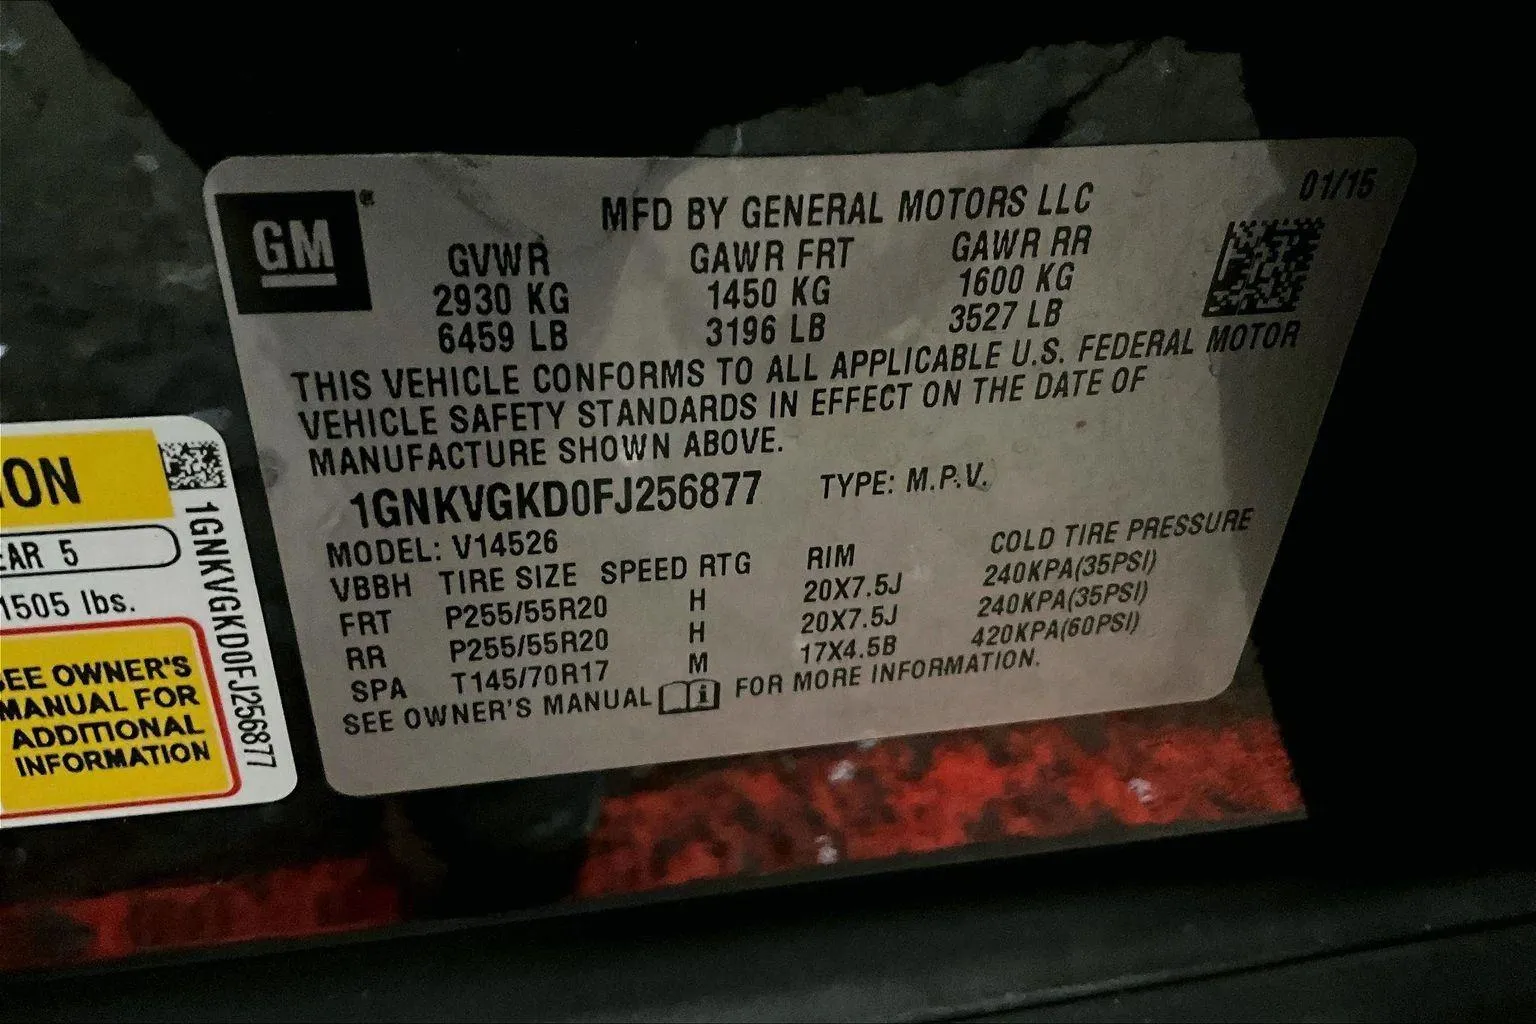 GM®
01/15
MFD BY GENERAL MOTORS LLC
GVWR GAWR FRT GAWR RR
2930 KG 1450 KG 1600 KG
6459 LB 3196 LB 3527 LB
THIS VEHICLE CONFORMS TO ALL APPLICABLE U.S. FEDERAL MOTOR
VEHICLE SAFETY STANDARDS IN EFFECT ON THE DATE OF
MANUFACTURE SHOWN ABOVE.
1GNKVGKD0FJ256877 TYPE: M.P.V.
MODEL: V14526
VBBH TIRE SIZE SPEED RTG RIM COLD TIRE PRESSURE
FRT P255/55R20 H 20X7.5J 240KPA(35PSI)
RR P255/55R20 H 20X7.5J 240KPA(35PSI)
SPA T145/70R17 M 17X4.5B 420KPA(60PSI)
SEE OWNER'S MANUAL FOR MORE INFORMATION.
ION
EAR 5
1505 lbs.
SEE OWNER'S
MANUAL FOR
ADDITIONAL
INFORMATION
1GNKVGKD0FJ256877